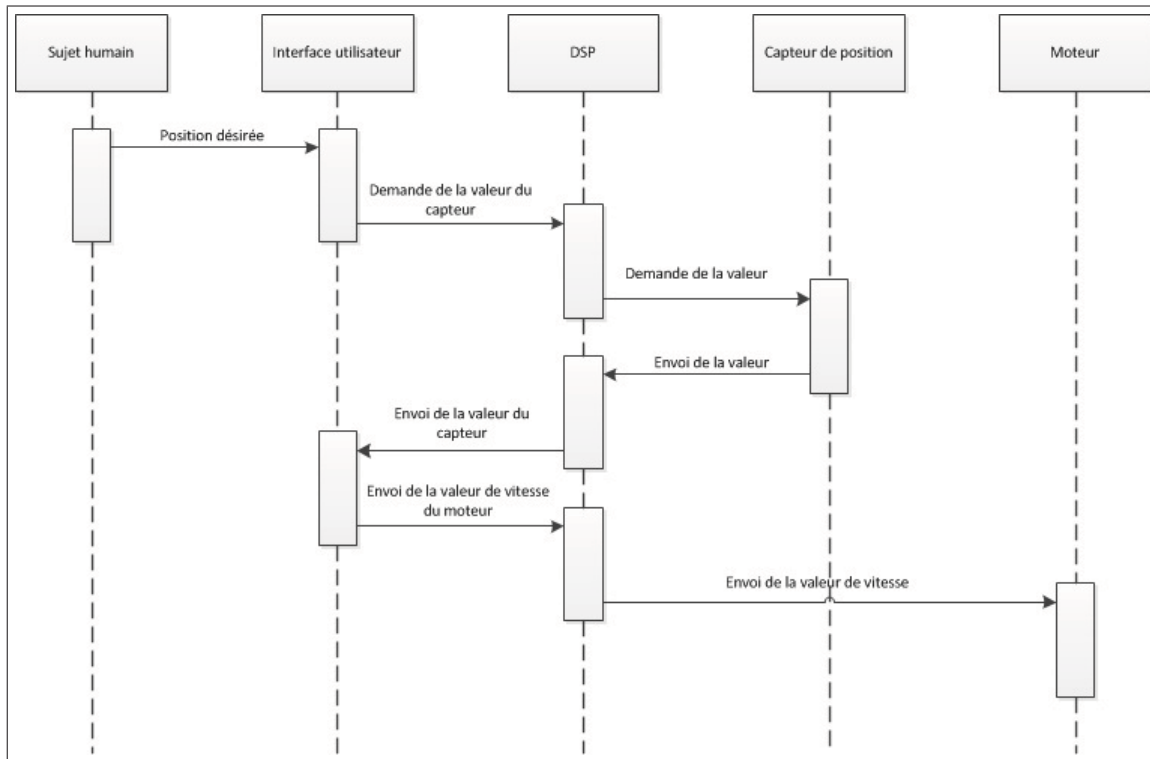 Sujet humain
Interface utilisateur
DSP
Capteur de position
Moteur
Position désirée
Demande de la valeur du
capteur
Demande de la valeur
Envoi de la valeur
Envoi de la valeur du
capteur
Envoi de la valeur de vitesse
du moteur
Envoi de la valeur de vitesse